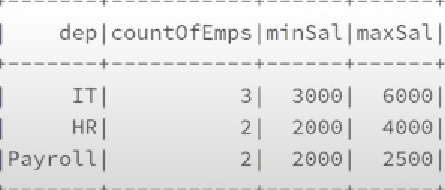 | dep|countOfEmps|minSal|maxSal|
| IT| 3| 3000| 6000|
| HR| 2| 2000| 4000|
|Payroll| 2| 2000| 2500|